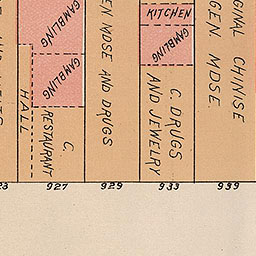 GAMBLING
GAMBLING
HALL
C.
RESTAURANT
EN MDSE AND DRUGS
KITCHEN
GAMBLING
C. DRUGS
AND JEWELRY
GINAL CHINISE
GEN. MDSE.
23
927
929
933
939